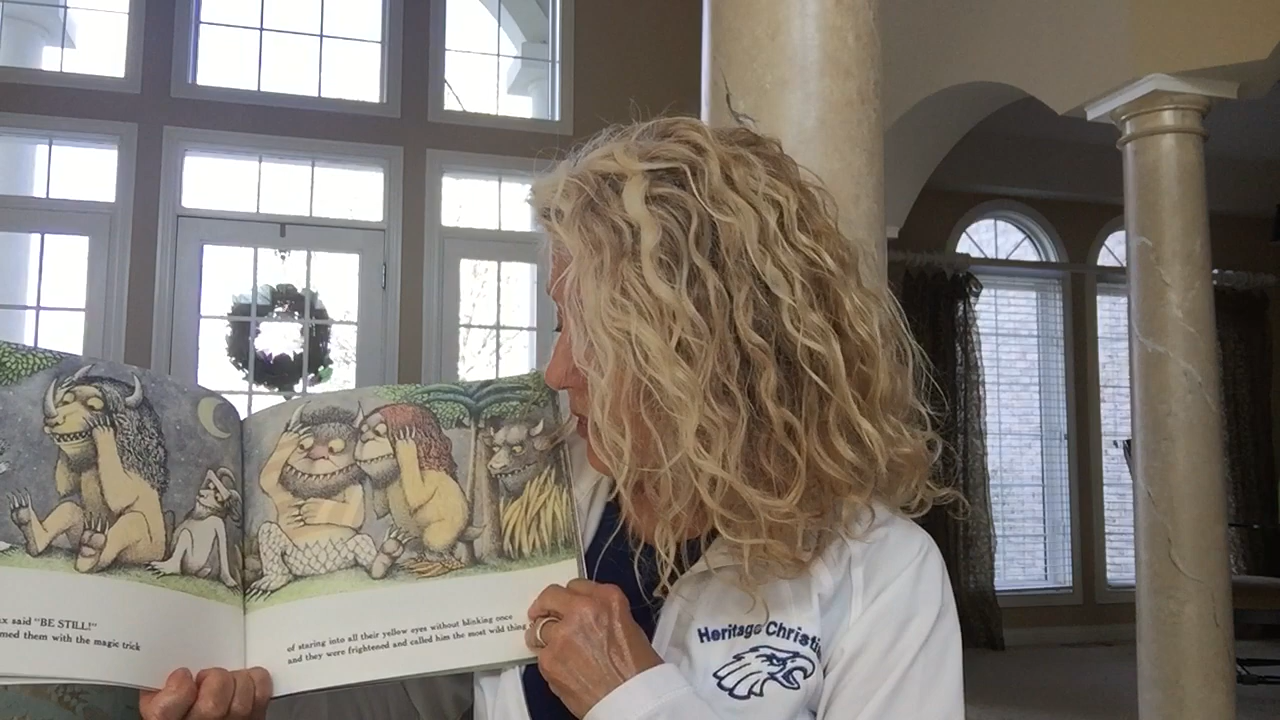 x said "BE STILL!"
med them with the magic trick
of staring into all their yellow eyes without blinking once
and they were frightened and called him the most wild thing
Heritage Christi